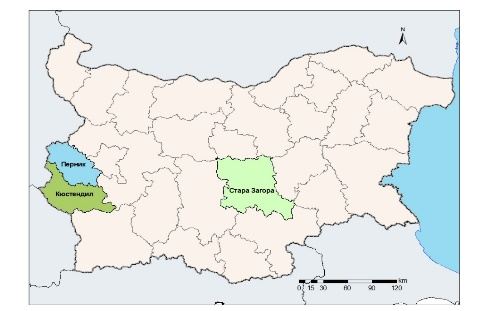 N
Перник
Кюстендил
Стара Загора
km
0 15 30 60 90 120